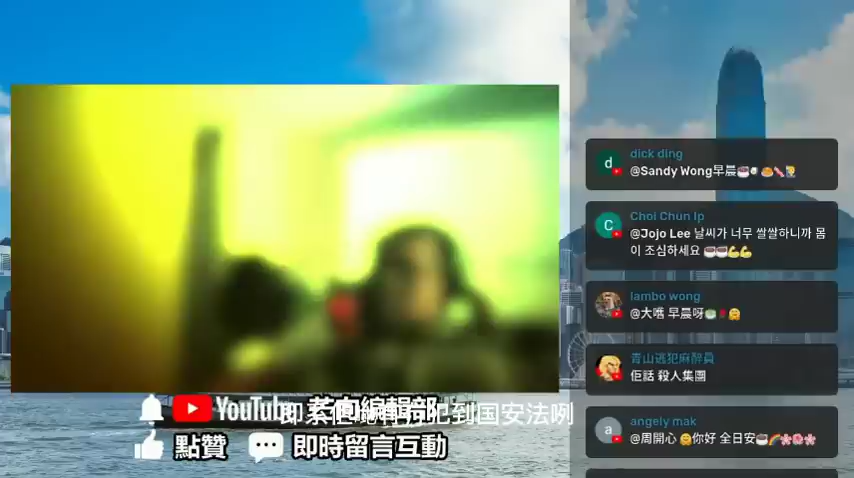 dick ding
@Sandy Wong早晨
Choi Chun Ip
@Jojo Lee 날씨가 너무 쌀쌀하니까 몸
이 조심하세요
lambo wong
@大嚿 早晨呀
青山逃犯麻醉員
佢話 殺人集團
angely mak
@周開心 你好 全日安
YouTube
犯到国安法咧
點贊
即時留言互動